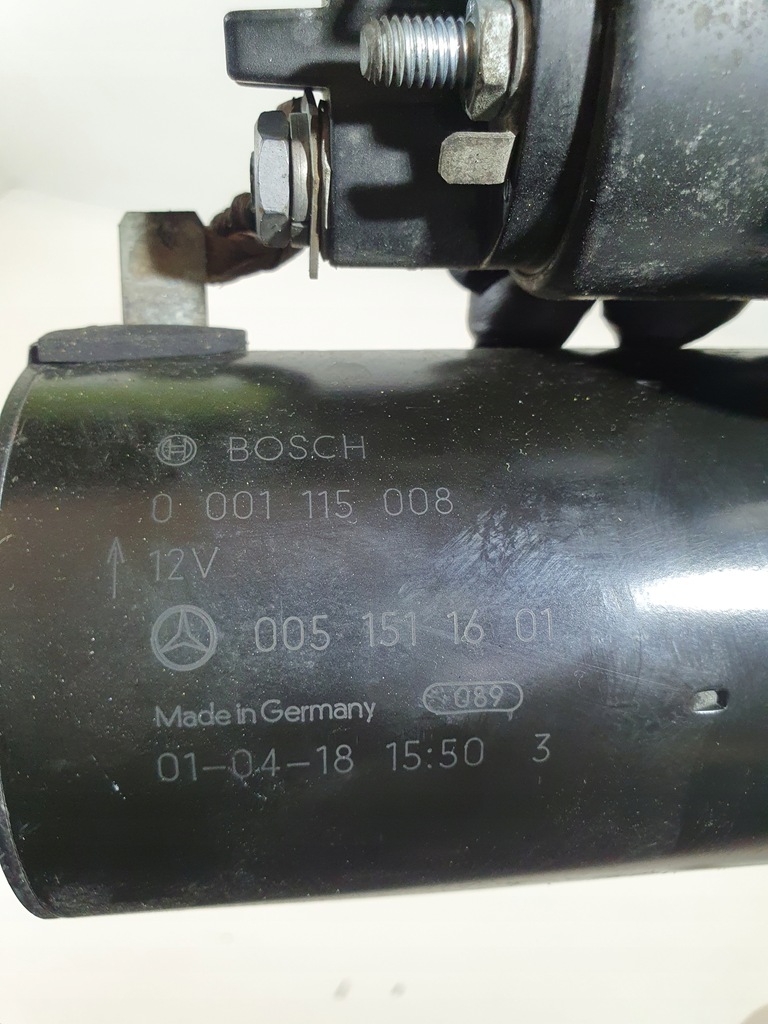 BOSCH
0 001 115 008
12V
005 151 16 01
Made in Germany 089
01-04-18 15:50 3